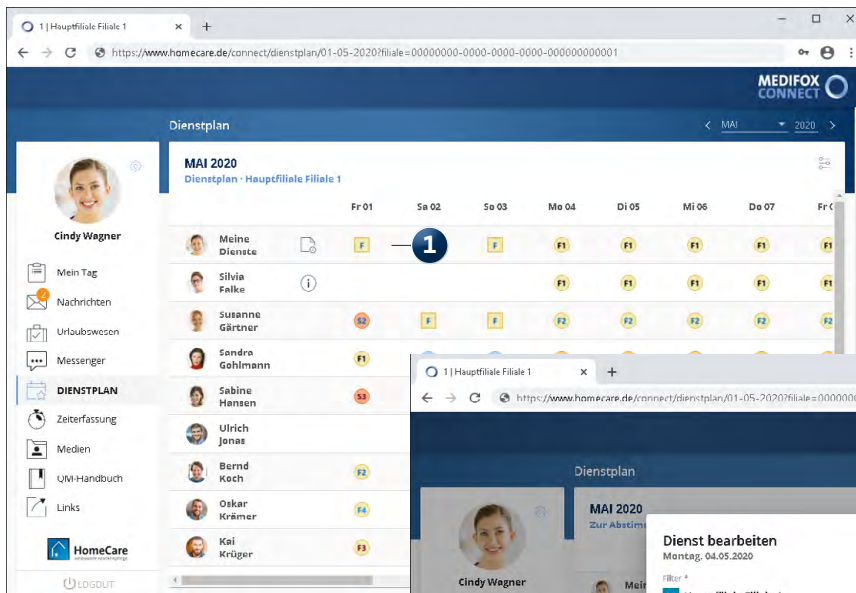 1 | Hauptfiliale Filiale 1
https://www.homecare.de/connect/dienstplan/01-05-2020?filiale=00000000-0000-0000-0000-000000000001
MEDIFOX
CONNECT
Dienstplan
MAI
2020
Cindy Wagner
Mein Tag
2
Nachrichten
Urlaubswesen
Messenger
DIENSTPLAN
Zeiterfassung
Medien
QM-Handbuch
Links
HomeCare
LOGOUT
MAI 2020
Dienstplan · Hauptfiliale Filiale 1
Fr 01 Sa 02 So 03 Mo 04 Di 05 Mi 06 Do 07 Fr
Meine Dienste F 1 F F1 F1 F1 F1 F1
Silvia Falke F1 F1 F1 F1 F1
Susanne Gärtner S2 F F F2 F2 F2 F2 F2
Sandra Gohlmann F1
Sabine Hansen S3
Ulrich Jonas
Bernd Koch F2
Oskar Krämer F4
Kai Krüger F3
1 | Hauptfiliale Filiale 1
https://www.homecare.de/connect/dienstplan/01-05-2020?filiale=0000000
Dienstplan
Cindy Wagner
MAI 2020
Zur Abstim
Mein
Dienst bearbeiten
Montag, 04.05.2020
Filter *